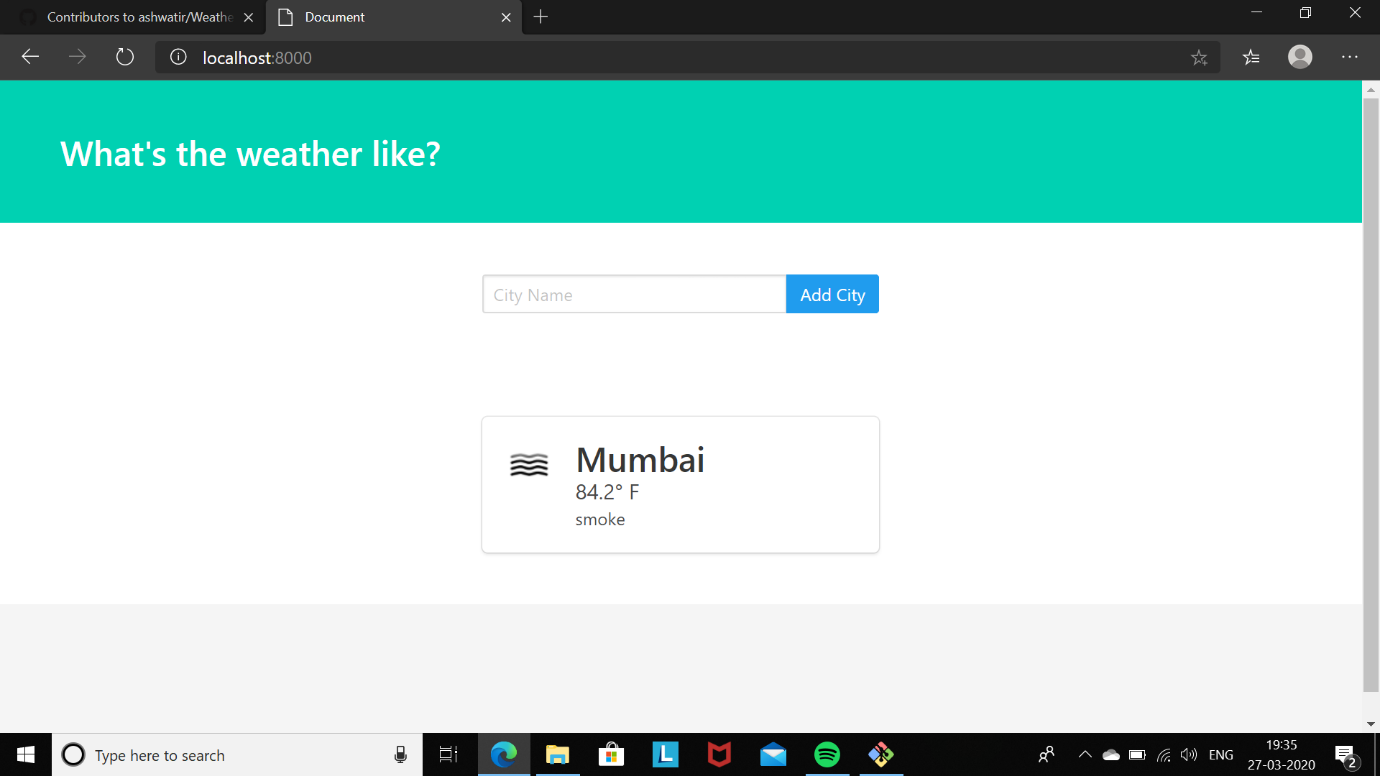 Contributors to ashwatir/Weathe
Document
localhost:8000
What's the weather like?
City Name
Add City
Mumbai
84.2° F
smoke
Type here to search
L
ENG
19:35
27-03-2020
2